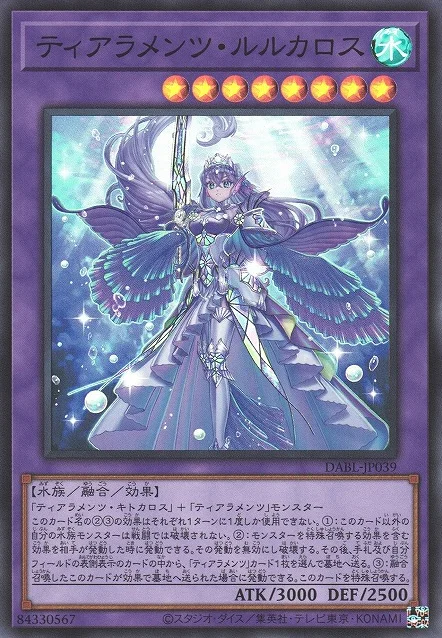 ティアラメンツ・ルルカロス
水
DABL-JP039
【水族／融合／効果】
「ティアラメンツ・キトカロス」＋「ティアラメンツ」モンスター
このカード名の②③の効果はそれぞれ1ターンに1度しか使用できない。①：このカード以外の
自分の水族モンスターは戦闘では破壊されない。②：モンスターを特殊召喚する効果を含む
効果を相手が発動した時に発動できる。その発動を無効にし破壊する。その後、手札及び自分
フィールドの表側表示のカードの中から、「ティアラメンツ」カード1枚を選んで墓地へ送る。③：融合
召喚したこのカードが効果で墓地へ送られた場合に発動できる。このカードを特殊召喚する。
ATK/3000 DEF/2500
84330567 ©スタジオ・ダイス／集英社・テレビ東京・KONAMI